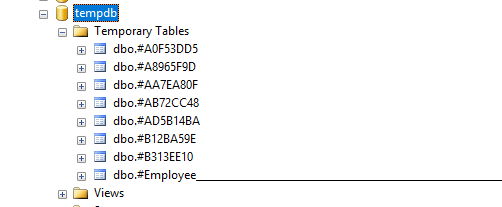 tempdb
Temporary Tables
dbo.#A0F53DD5
dbo.#A8965F9D
dbo.#AA7EA80F
dbo.#AB72CC48
dbo.#AD5B14BA
dbo.#B12BA59E
dbo.#B313EE10
dbo.#Employee___________________________________________________
Views